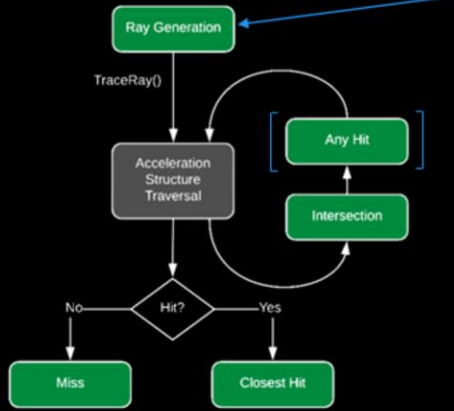 Ray Generation
TraceRay()
Any Hit
Acceleration
Structure
Traversal
Intersection
No
Hit?
Yes
Miss
Closest Hit